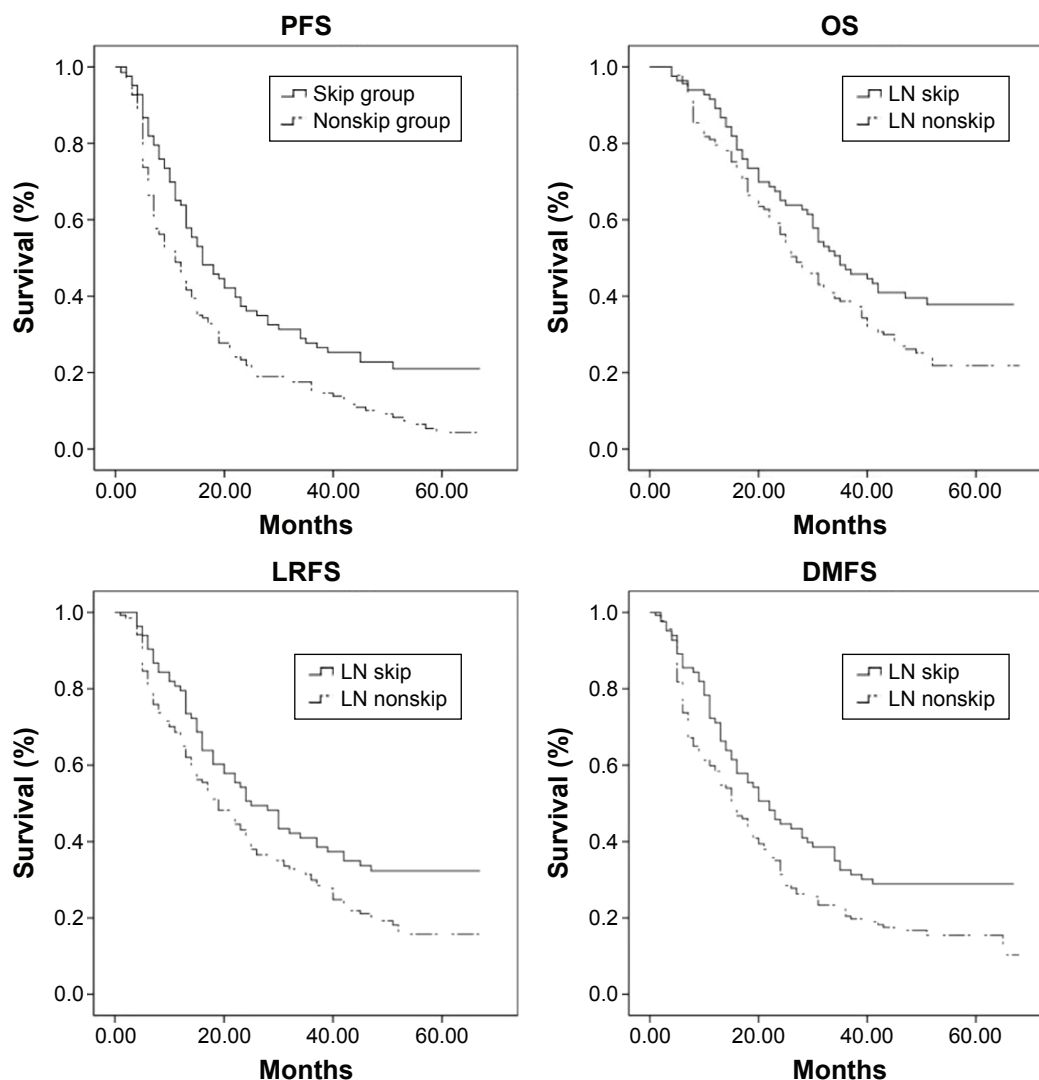 PFS
Survival (%)
1.0
0.8
0.6
0.4
0.2
0.0
Skip group
Nonskip group
0.00 20.00 40.00 60.00
Months
OS
Survival (%)
1.0
0.8
0.6
0.4
0.2
0.0
LN skip
LN nonskip
0.00 20.00 40.00 60.00
Months
LRFS
Survival (%)
1.0
0.8
0.6
0.4
0.2
0.0
LN skip
LN nonskip
0.00 20.00 40.00 60.00
Months
DMFS
Survival (%)
1.0
0.8
0.6
0.4
0.2
0.0
LN skip
LN nonskip
0.00 20.00 40.00 60.00
Months